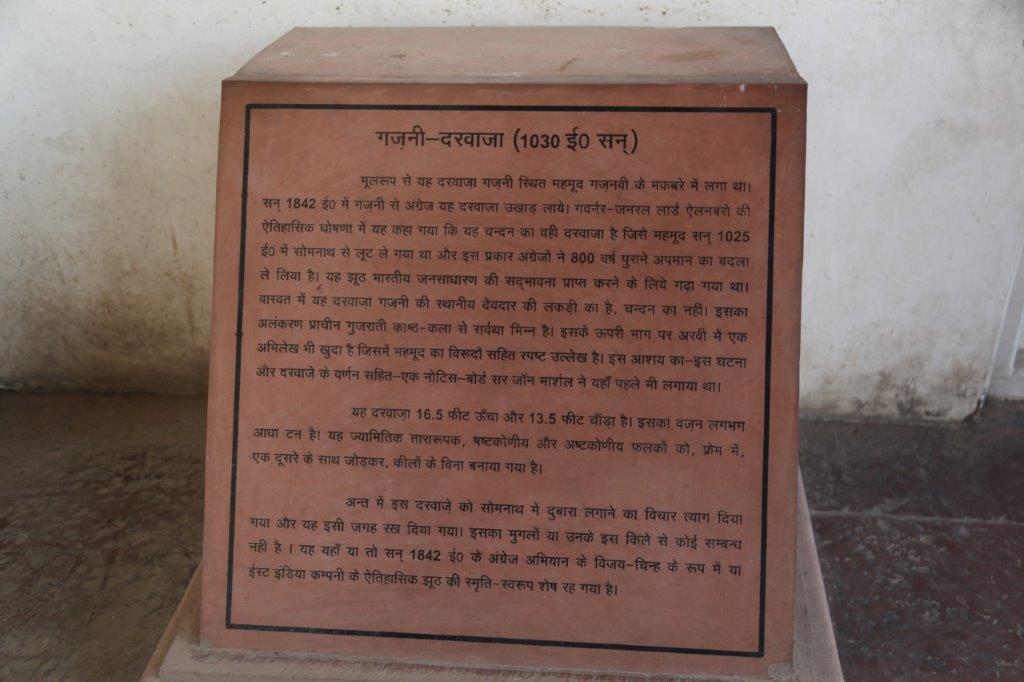 गज़नी–दरवाजा (1030 ई0 सन्)
मूलरूप से यह दरवाज़ा गज़नी स्थित महमूद गज़नवी के मकबरे में लगा था।
सन् 1842 ई0 में गज़नी से अंग्रेज यह दरवाजा उखाड़ लाये। गवर्नर-जनरल लार्ड ऐलनबरो की
ऐतिहासिक घोषणा में यह कहा गया कि यह चन्दन का वही दरवाजा है जिसे महमूद सन् 1025
ई0 में सोमनाथ से लूट ले गया था और इस प्रकार अंग्रेजों ने 800 वर्ष पुराने अपमान का बदला
ले लिया है। यह झूठ भारतीय जनसाधारण की सद्भावना प्राप्त करने के लिये गढ़ा गया था।
वास्वत में यह दरवाज़ा गज़नी की स्थानीय देवदार की लकड़ी का है, चन्दन का नहीं। इसका
अलंकरण प्राचीन गुजराती काष्ठ-कला से सर्वथा भिन्न है। इसके ऊपरी भाग पर अरवी में एक
अभिलेख भी खुदा है जिसमें महमूद का विरूदों सहित स्पष्ट उल्लेख है। इस आशय का–इस घटना
और दरवाजे़ के वर्णन सहित–एक नोटिस–बोर्ड सर जॉन मार्शल ने यहाँ पहले भी लगाया था।
यह दरवाजा 16.5 फीट ऊँचा और 13.5 फीट चौंड़ा है। इसका वज़न लगभग
आधा टन है। यह ज्यामितिक तारारूपक, षष्टकोणीय और अष्टकोणीय फलकों को, फ्रेम में,
एक दूसरे के साथ जोड़कर, कीलों के विना बनाया गया है।
अन्त में इस दरवाजे़ को सोमनाथ में दुबारा लगाने का विचार त्याग दिया
गया और यह इसी जगह रख दिया गया। इसका मुगलों या उनके इस किले से कोई सम्बन्ध
नहीं है । यह यहाँ या तो सन् 1842 ई0 के अंग्रेज अभियान के विजय–चिन्ह के रूप में या
ईस्ट इंडिया कम्पनी के ऐतिहासिक झूठ की स्मृति-स्वरूप शेष रह गया है।